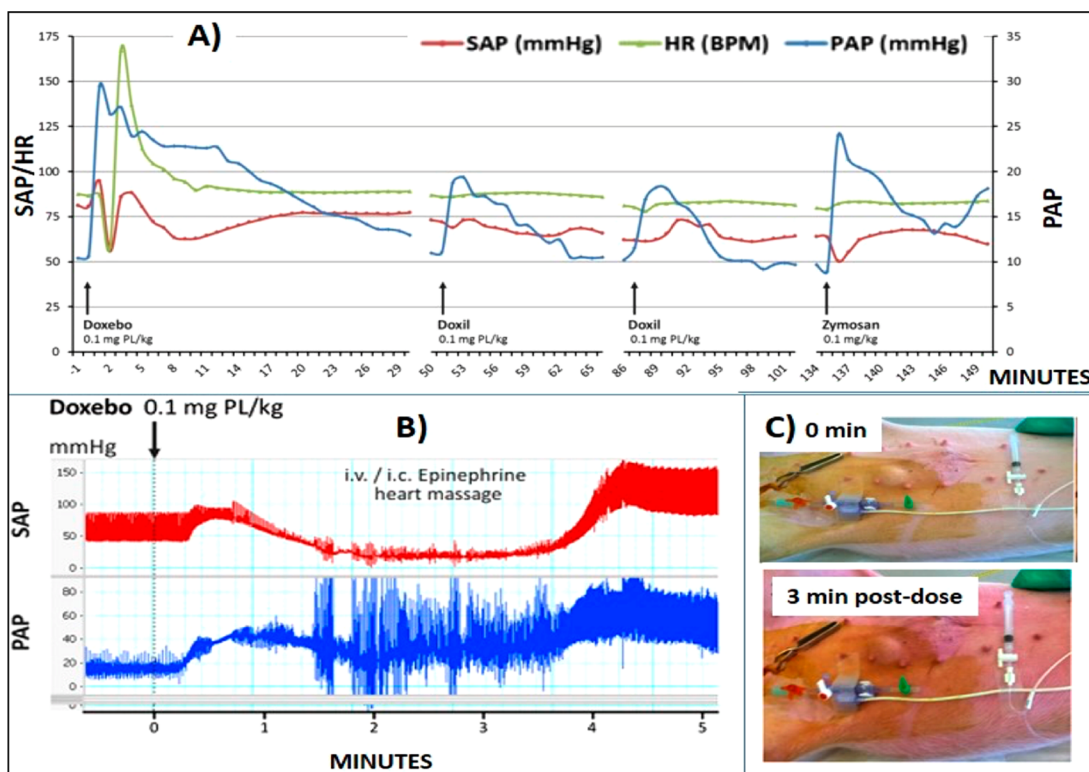 A)
SAP (mmHg) HR (BPM) PAP (mmHg)
175
150
125
100
75
50
25
0
SAP/HR
35
30
25
20
15
10
5
0
PAP
Doxebo
0.1 mg PL/kg
Doxil
0.1 mg PL/kg
Doxil
0.1 mg PL/kg
Zymosan
0.1 mg/kg
-1 2 5 8 11 14 17 20 23 26 29 50 53 56 59 62 65 86 89 92 95 98 101 134 137 140 143 146 149
MINUTES
Doxebo 0.1 mg PL/kg
B)
mmHg
i.v. / i.c. Epinephrine
heart massage
SAP
150
100
50
0
PAP
80
60
40
20
0
0 1 2 3 4 5
MINUTES
C) 0 min
3 min post-dose